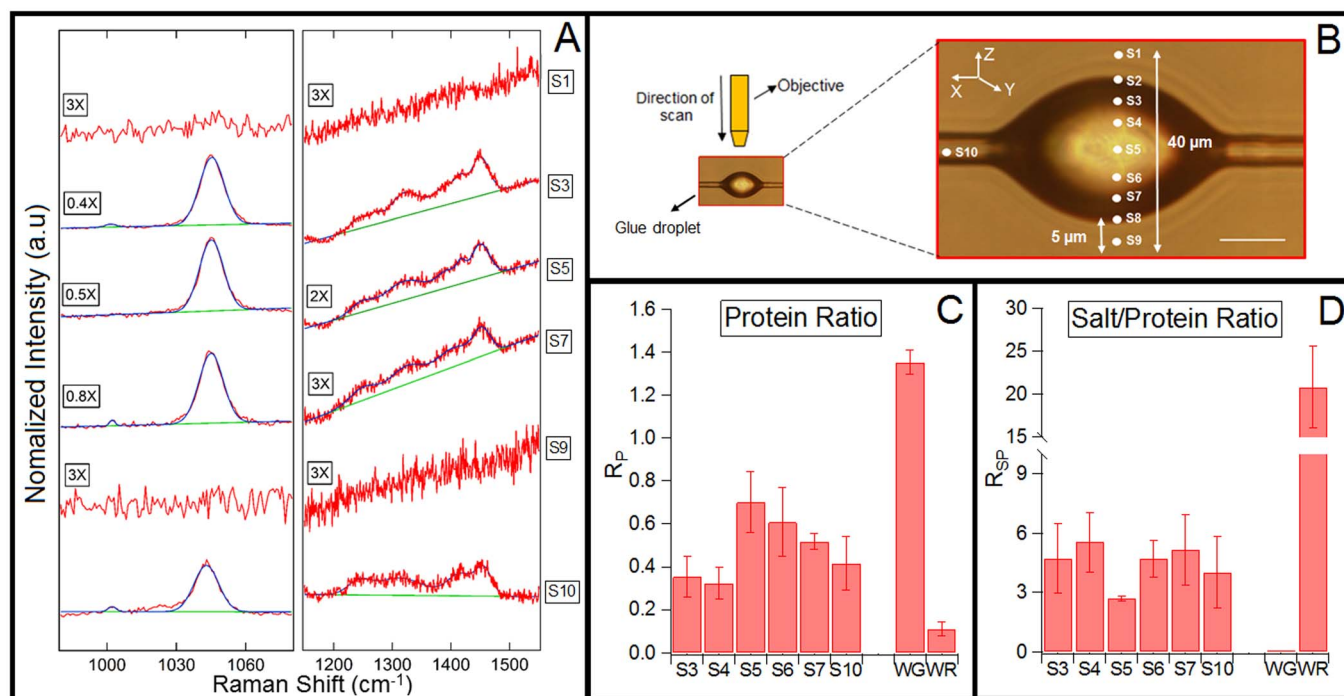 A
Nomalized Intensity (a.u)
Raman Shift (cm-1)
3X
0.4X
0.5X
0.8X
3X
1000
1030
1060
3X
2X
3X
3X
S1
S3
S5
S7
S9
S10
1200
1300
1400
1500
B
Direction of
scan
Objective
Glue droplet
Z
X
Y
S1
S2
S3
S4
S5
S6
S7
S8
S9
S10
40 µm
5 µm
C
Protein Ratio
RP
1.6
1.4
1.2
1.0
0.8
0.6
0.4
0.2
0.0
S3 S4 S5 S6 S7 S10 WG WR
D
Salt/Protein Ratio
RSP
30
25
20
15
9
6
3
0
S3 S4 S5 S6 S7 S10 WG WR